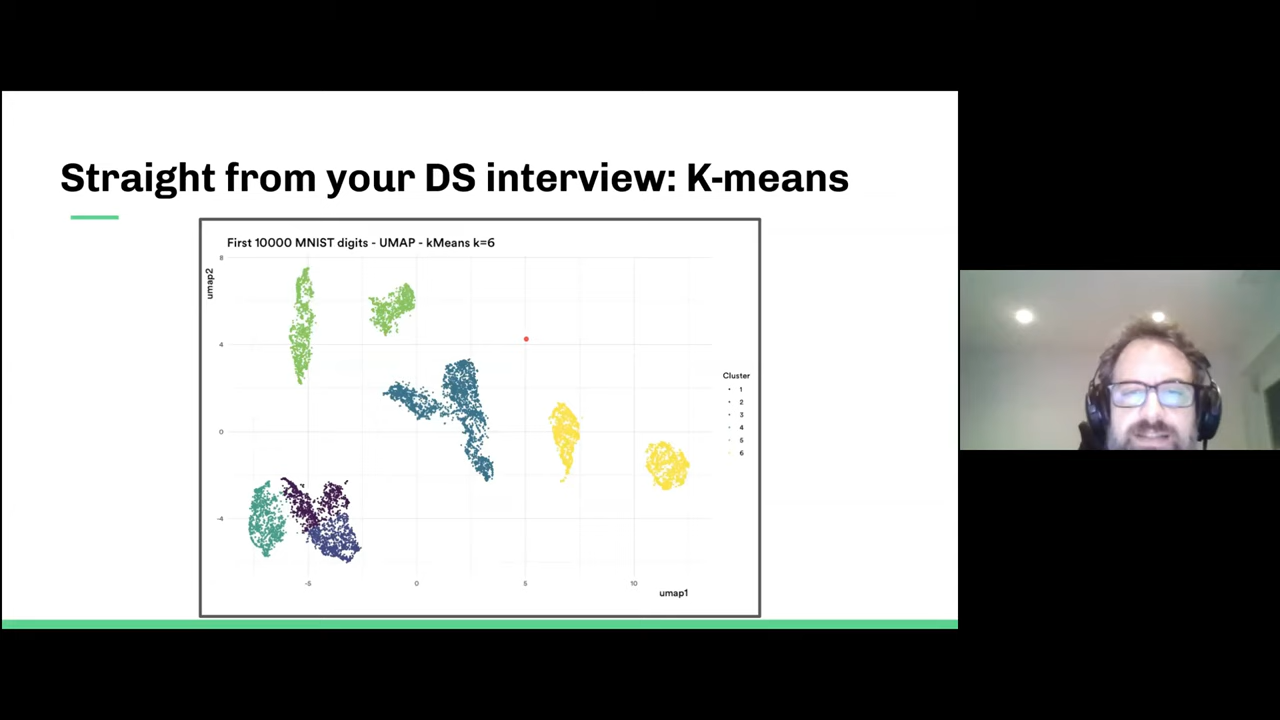 Straight from your DS interview: K-means
First 10000 MNIST digits - UMAP - kMeans k=6
umap2
8
4
0
-4
-5
0
5
10
umap1
Cluster
1
2
3
4
5
6